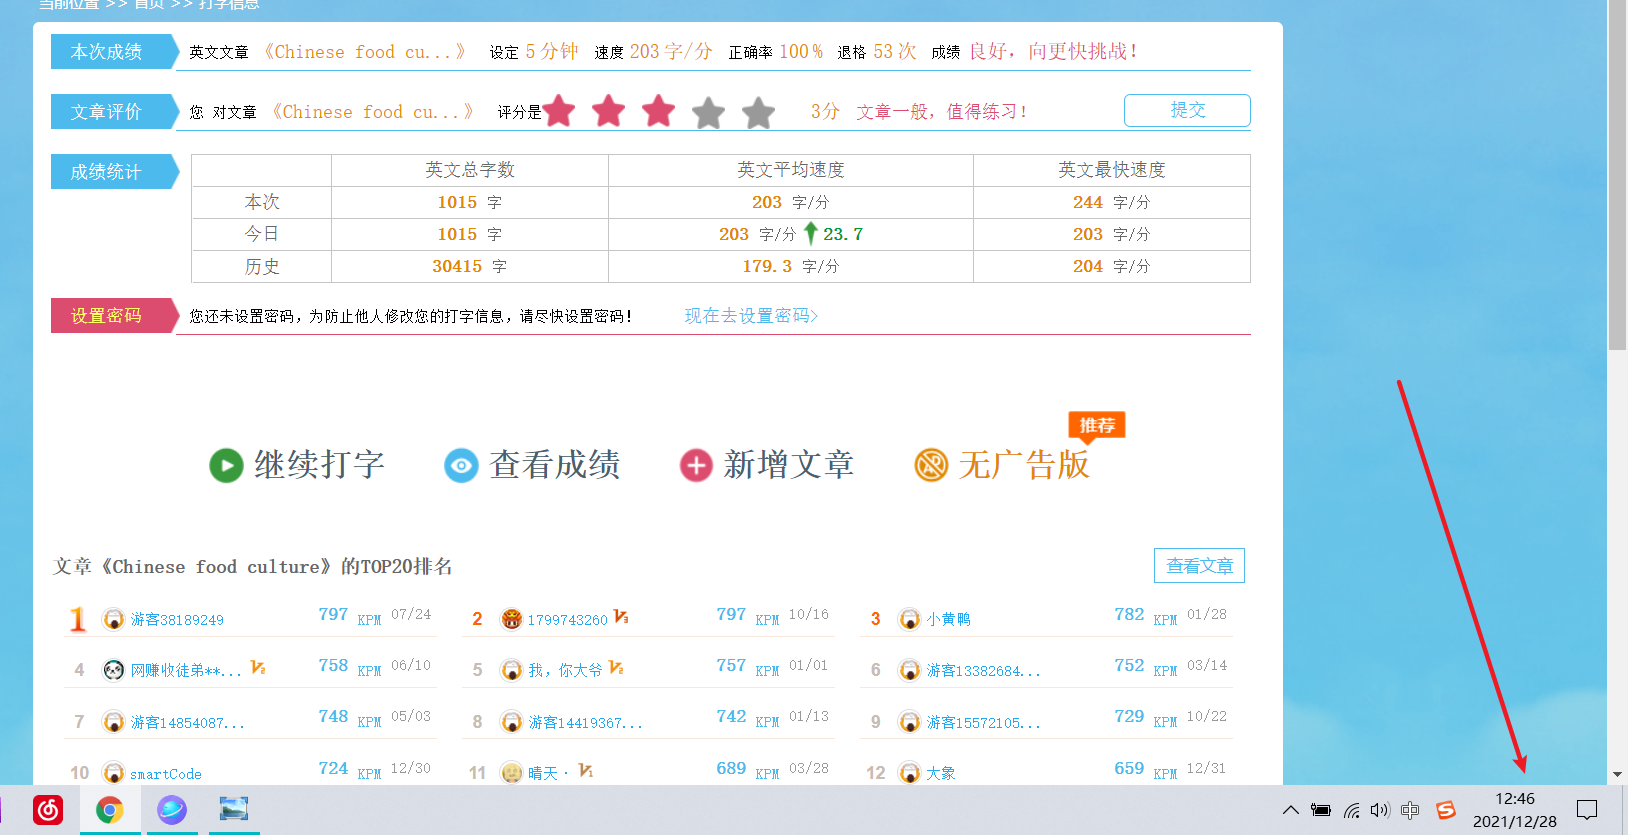 当前位置 >> 首页 >> 打字信息
本次成绩 英文文章 《Chinese food cu...》 设定 5分钟 速度 203字/分 正确率 100% 退格 53次 成绩 良好，向更快挑战！
文章评价 您 对文章 《Chinese food cu...》 评分是 3分 文章一般，值得练习！ 提交
成绩统计 英文总字数 英文平均速度 英文最快速度
本次 1015 字 203 字/分 244 字/分
今日 1015 字 203 字/分 23.7 203 字/分
历史 30415 字 179.3 字/分 204 字/分
设置密码 您还未设置密码，为防止他人修改您的打字信息，请尽快设置密码！ 现在去设置密码>
推荐
继续打字 查看成绩 新增文章 无广告版
文章《Chinese food culture》的TOP20排名 查看文章
1 游客38189249 797 KPM 07/24 2 1799743260 V3 797 KPM 10/16 3 小黄鸭 782 KPM 01/28
4 网赚收徒弟**... V2 758 KPM 06/10 5 我，你大爷 V2 757 KPM 01/01 6 游客13382684... 752 KPM 03/14
7 游客14854087... 748 KPM 05/03 8 游客14419367... 742 KPM 01/13 9 游客15572105... 729 KPM 10/22
10 smartCode 724 KPM 12/30 11 晴天· V1 689 KPM 03/28 12 大象 659 KPM 12/31
中 S 12:46
2021/12/28